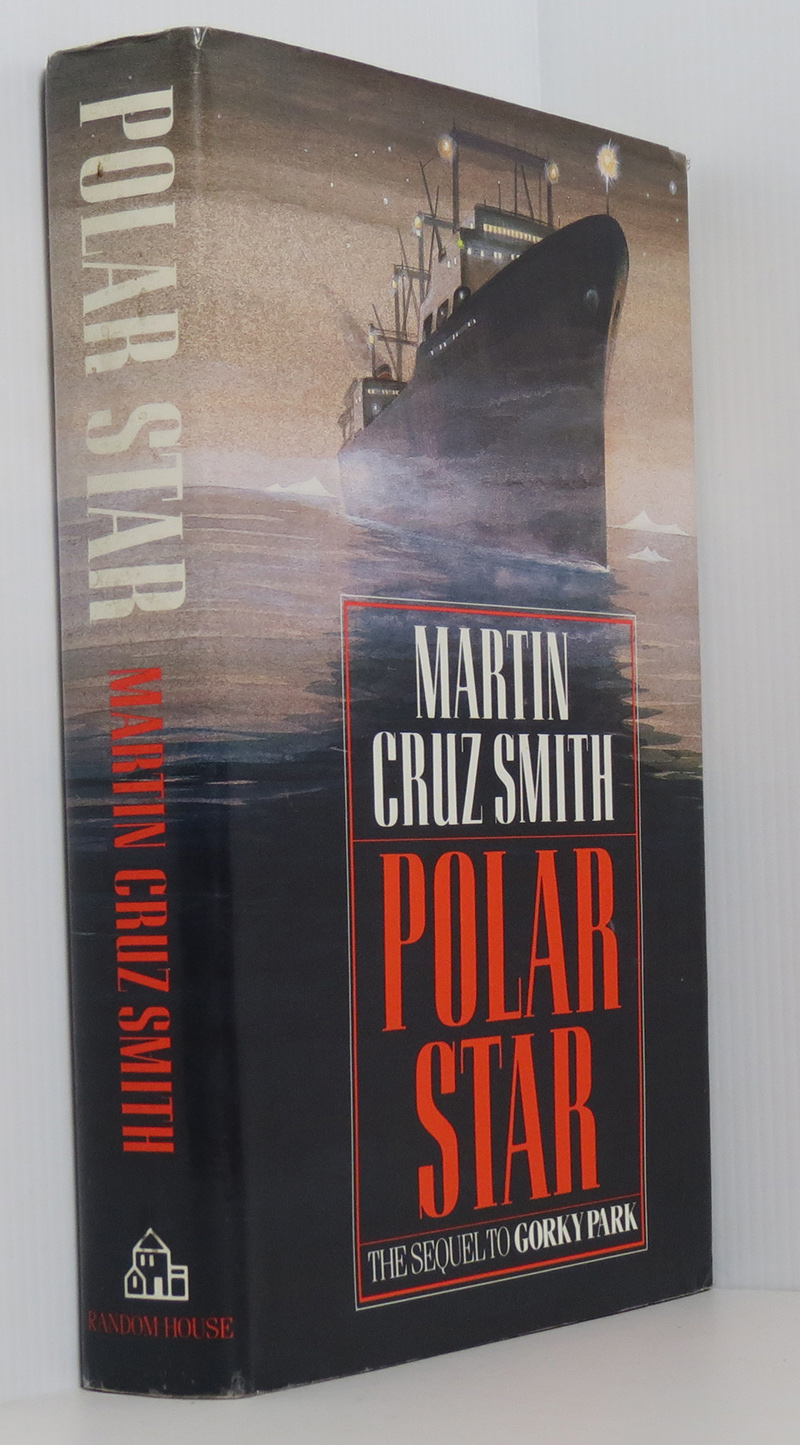 POLAR STAR
MARTIN CRUZ SMITH
RANDOM HOUSE
MARTIN
CRUZ SMITH
POLAR
STAR
THE SEQUEL TO GORKY PARK